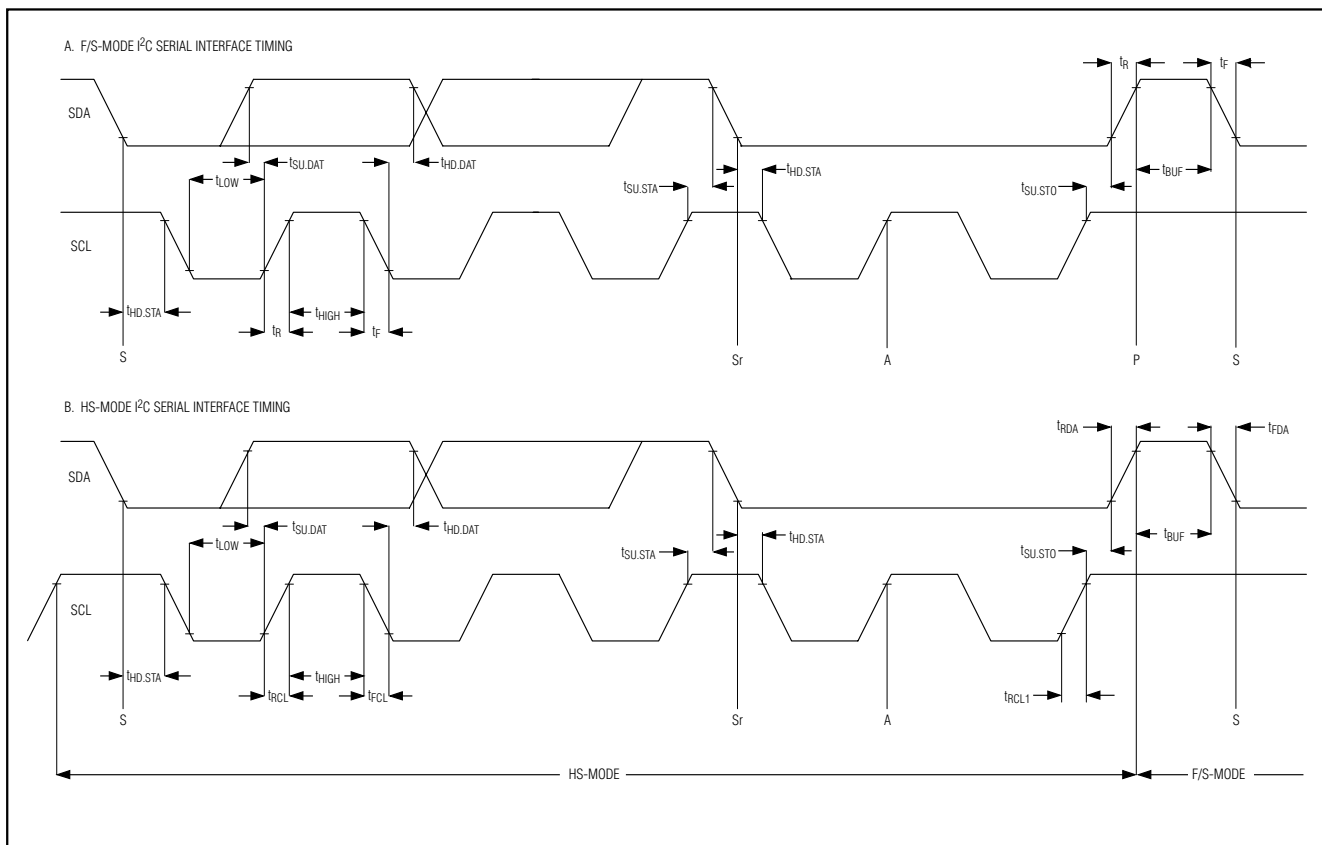 A. F/S-MODE I²C SERIAL INTERFACE TIMING
tR
tF
SDA
tSU.DAT
tHD.DAT
tLOW
tSU.STA
tHD.STA
tSU.STO
tBUF
SCL
tHD.STA
tR
tHIGH
tF
S
Sr
A
P
S
B. HS-MODE I²C SERIAL INTERFACE TIMING
tRDA
tFDA
SDA
tSU.DAT
tHD.DAT
tLOW
tSU.STA
tHD.STA
tSU.STO
tBUF
SCL
tHD.STA
tRCL
tHIGH
tFCL
tRCL1
S
Sr
A
S
HS-MODE
F/S-MODE